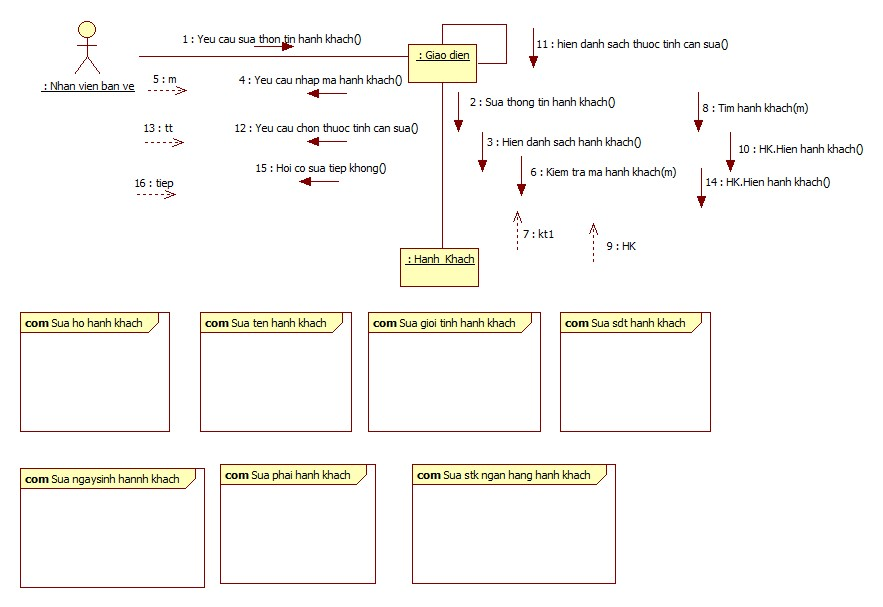 1 : Yeu cau sua thon tin hanh khach()
: Giao dien
11 : hien danh sach thuoc tinh can sua()
: Nhan vien ban ve
5 : m
4 : Yeu cau nhap ma hanh khach()
2 : Sua thong tin hanh khach()
8 : Tim hanh khach(m)
13 : tt
12 : Yeu cau chon thuoc tinh can sua()
3 : Hien danh sach hanh khach()
10 : HK.Hien hanh khach()
15 : Hoi co sua tiep khong()
6 : Kiem tra ma hanh khach(m)
16 : tiep
14 : HK.Hien hanh khach()
7 : kt1
9 : HK
: Hanh_Khach
com Sua ho hanh khach
com Sua ten hanh khach
com Sua gioi tinh hanh khach
com Sua sdt hanh khach
com Sua ngaysinh hannh khach
com Sua phai hanh khach
com Sua stk ngan hang hanh khach